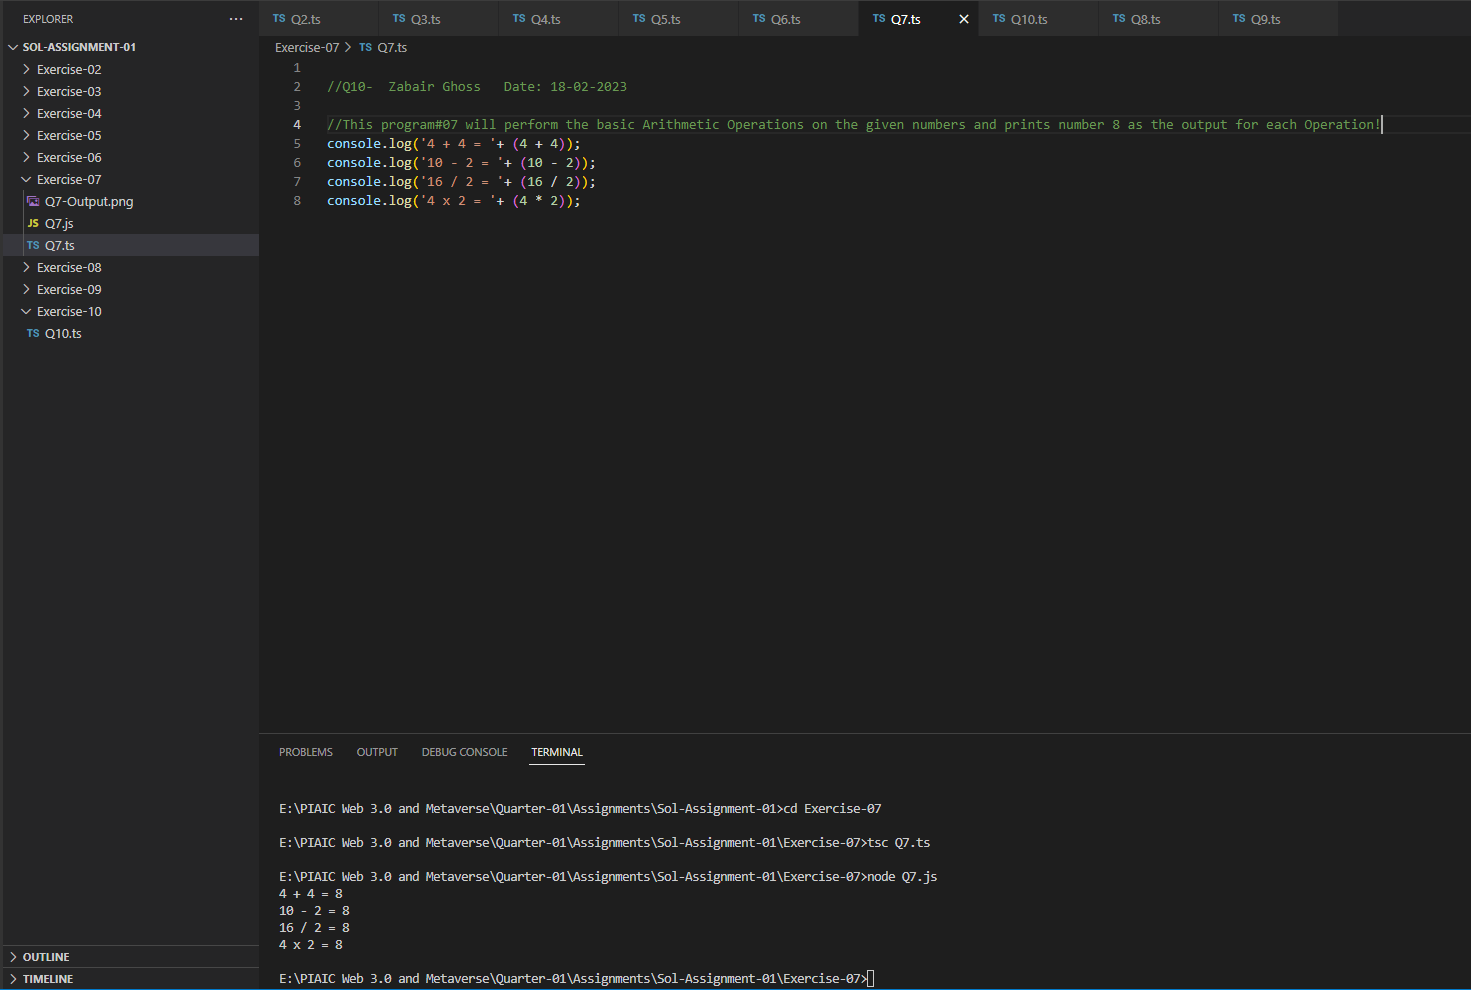 EXPLORER
SOL-ASSIGNMENT-01
Exercise-02
Exercise-03
Exercise-04
Exercise-05
Exercise-06
Exercise-07
Q7-Output.png
JS Q7.js
TS Q7.ts
Exercise-08
Exercise-09
Exercise-10
TS Q10.ts
OUTLINE
TIMELINE
TS Q2.ts TS Q3.ts TS Q4.ts TS Q5.ts TS Q6.ts TS Q7.ts TS Q10.ts TS Q8.ts TS Q9.ts
Exercise-07 > TS Q7.ts
1
2 //Q10-  Zabair Ghoss   Date: 18-02-2023
3
4 //This program#07 will perform the basic Arithmetic Operations on the given numbers and prints number 8 as the output for each Operation!
5 console.log('4 + 4 = '+ (4 + 4));
6 console.log('10 - 2 = '+ (10 - 2));
7 console.log('16 / 2 = '+ (16 / 2));
8 console.log('4 x 2 = '+ (4 * 2));
PROBLEMS OUTPUT DEBUG CONSOLE TERMINAL
E:\PIAIC Web 3.0 and Metaverse\Quarter-01\Assignments\Sol-Assignment-01>cd Exercise-07
E:\PIAIC Web 3.0 and Metaverse\Quarter-01\Assignments\Sol-Assignment-01\Exercise-07>tsc Q7.ts
E:\PIAIC Web 3.0 and Metaverse\Quarter-01\Assignments\Sol-Assignment-01\Exercise-07>node Q7.js
4 + 4 = 8
10 - 2 = 8
16 / 2 = 8
4 x 2 = 8
E:\PIAIC Web 3.0 and Metaverse\Quarter-01\Assignments\Sol-Assignment-01\Exercise-07>